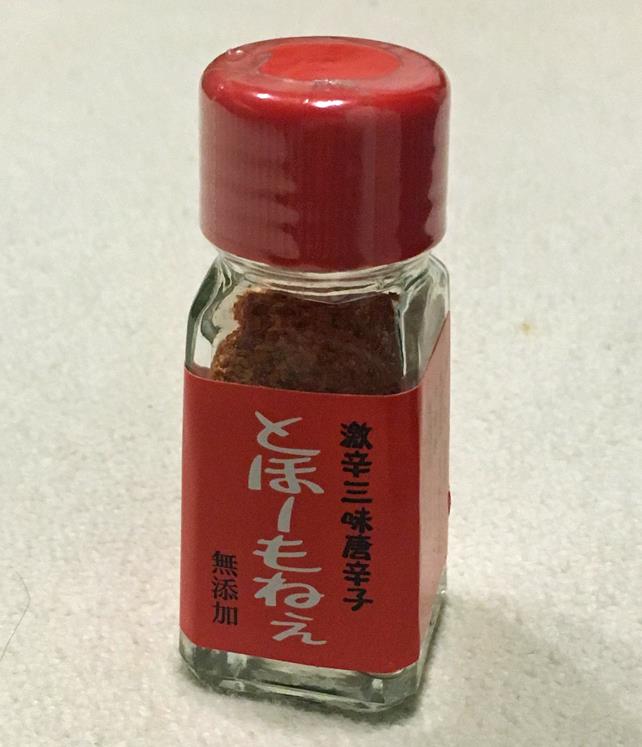 激辛三味唐辛子
とほーもねぇ
無添加